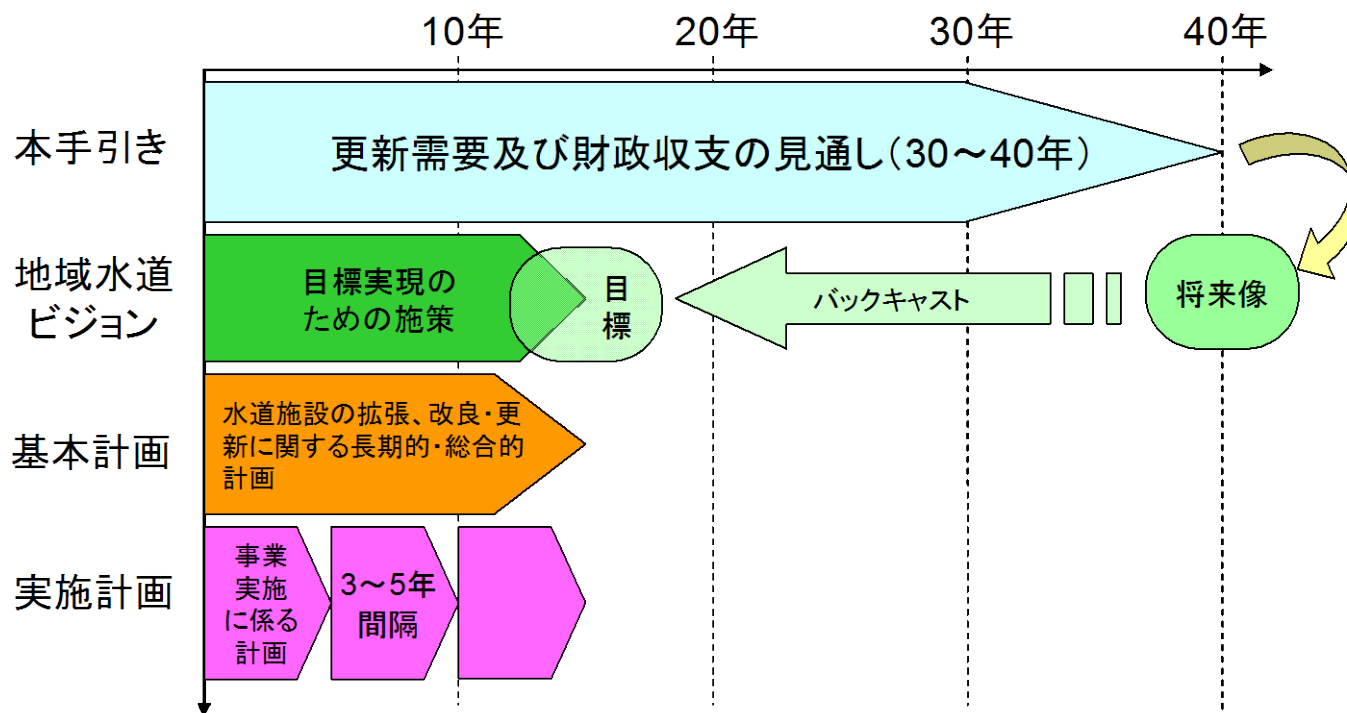 10年 20年 30年 40年
本手引き
更新需要及び財政収支の見通し(30～40年)
地域水道
ビジョン
目標実現の
ための施策
目
標
バックキャスト
将来像
基本計画
水道施設の拡張、改良・更
新に関する長期的・総合的
計画
実施計画
事業
実施
に係る
計画
3～5年
間隔